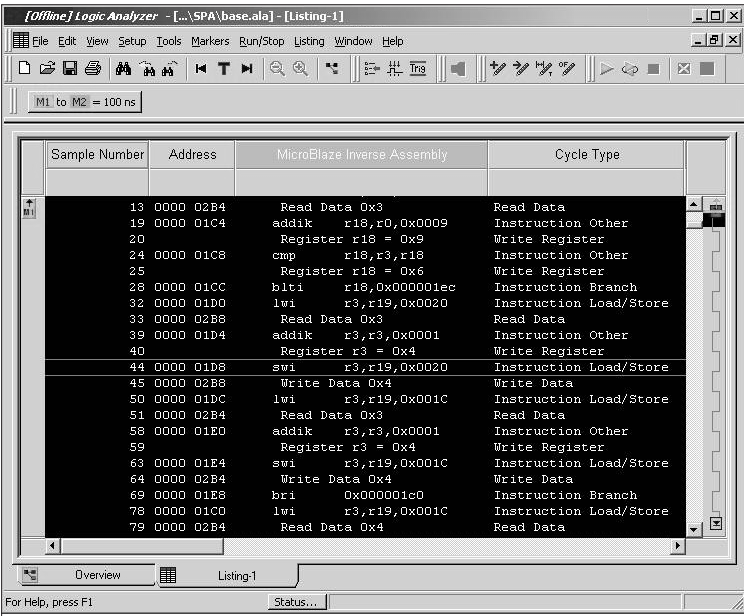 [Offline] Logic Analyzer - [...\SPA\base.ala] - [Listing-1]
File Edit View Setup Tools Markers Run/Stop Listing Window Help
T Trig
M1 to M2 = 100 ns
Sample Number Address MicroBlaze Inverse Assembly Cycle Type
M1
13 0000 02B4 Read Data 0x3 Read Data
19 0000 01C4 addik r18,r0,0x0009 Instruction Other
20 Register r18 = 0x9 Write Register
24 0000 01C8 cmp r18,r3,r18 Instruction Other
25 Register r18 = 0x6 Write Register
28 0000 01CC blti r18,0x000001ec Instruction Branch
32 0000 01D0 lwi r3,r19,0x0020 Instruction Load/Store
33 0000 02B8 Read Data 0x3 Read Data
39 0000 01D4 addik r3,r3,0x0001 Instruction Other
40 Register r3 = 0x4 Write Register
44 0000 01D8 swi r3,r19,0x0020 Instruction Load/Store
45 0000 02B8 Write Data 0x4 Write Data
50 0000 01DC lwi r3,r19,0x001C Instruction Load/Store
51 0000 02B4 Read Data 0x3 Read Data
58 0000 01E0 addik r3,r3,0x0001 Instruction Other
59 Register r3 = 0x4 Write Register
63 0000 01E4 swi r3,r19,0x001C Instruction Load/Store
64 0000 02B4 Write Data 0x4 Write Data
69 0000 01E8 bri 0x000001c0 Instruction Branch
78 0000 01C0 lwi r3,r19,0x001C Instruction Load/Store
79 0000 02B4 Read Data 0x4 Read Data
Overview Listing-1
For Help, press F1 Status...